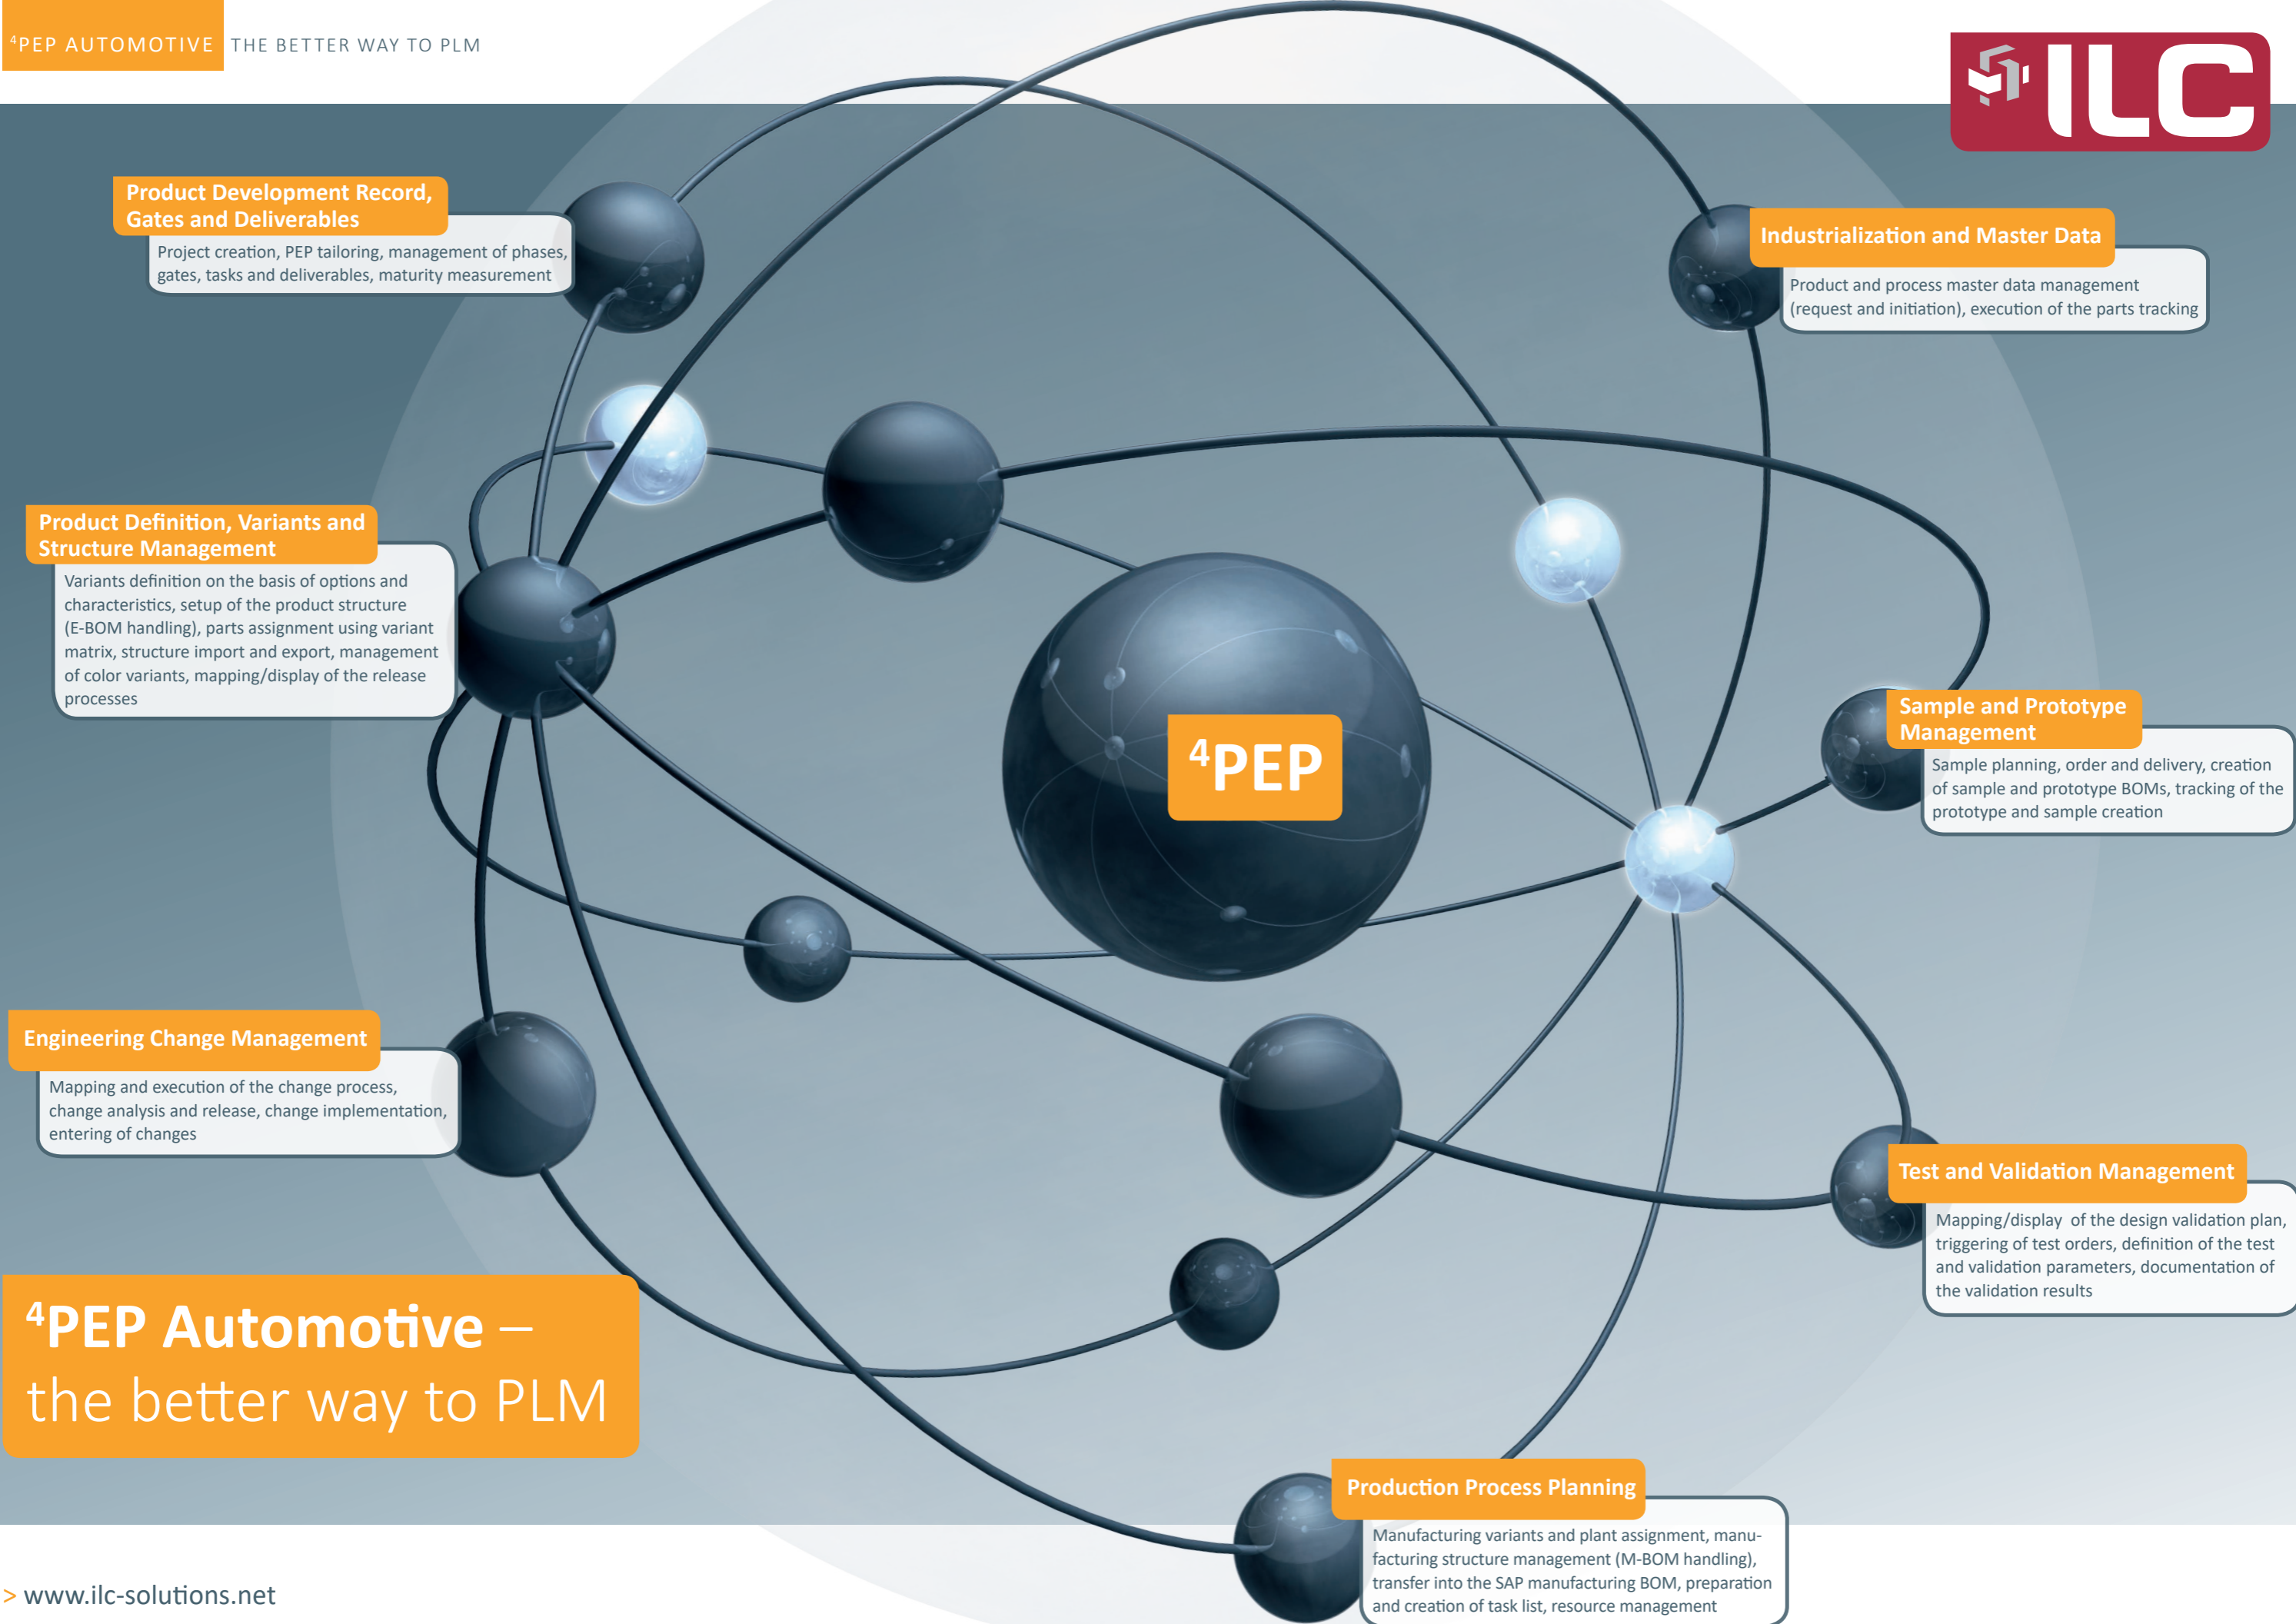 ⁴PEP AUTOMOTIVE THE BETTER WAY TO PLM
ILC
Product Development Record,
Gates and Deliverables
Project creation, PEP tailoring, management of phases,
gates, tasks and deliverables, maturity measurement
Industrialization and Master Data
Product and process master data management
(request and initiation), execution of the parts tracking
Product Definition, Variants and
Structure Management
Variants definition on the basis of options and
characteristics, setup of the product structure
(E-BOM handling), parts assignment using variant
matrix, structure import and export, management
of color variants, mapping/display of the release
processes
⁴PEP
Sample and Prototype
Management
Sample planning, order and delivery, creation
of sample and prototype BOMs, tracking of the
prototype and sample creation
Engineering Change Management
Mapping and execution of the change process,
change analysis and release, change implementation,
entering of changes
Test and Validation Management
Mapping/display of the design validation plan,
triggering of test orders, definition of the test
and validation parameters, documentation of
the validation results
⁴PEP Automotive –
the better way to PLM
Production Process Planning
Manufacturing variants and plant assignment, manu-
facturing structure management (M-BOM handling),
transfer into the SAP manufacturing BOM, preparation
and creation of task list, resource management
> www.ilc-solutions.net